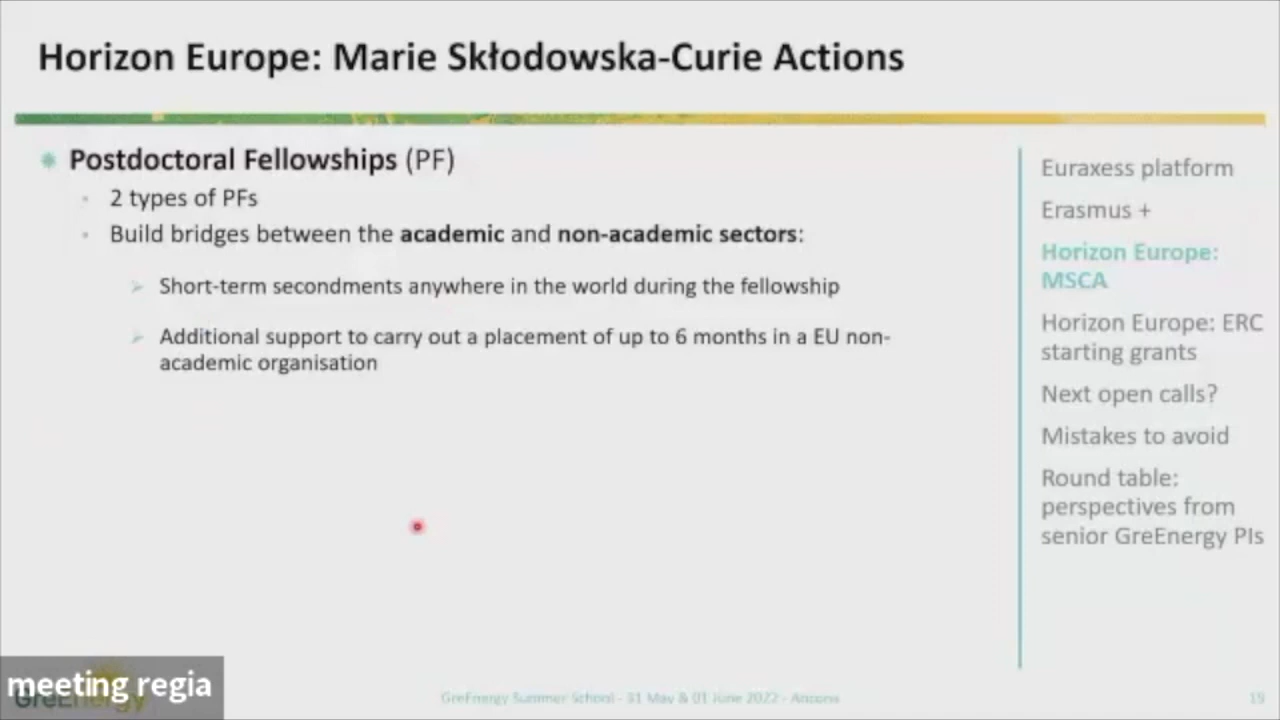 Horizon Europe: Marie Skłodowska-Curie Actions
Postdoctoral Fellowships (PF)
2 types of PFs
Build bridges between the academic and non-academic sectors:
Short-term secondments anywhere in the world during the fellowship
Additional support to carry out a placement of up to 6 months in a EU non-
academic organisation
Euraxess platform
Erasmus +
Horizon Europe:
MSCA
Horizon Europe: ERC
starting grants
Next open calls?
Mistakes to avoid
Round table:
perspectives from
senior GreEnergy PIs
meeting regia
GreEnergy
GreEnergy Summer School - 31 May & 01 June 2022 - Ancona
19